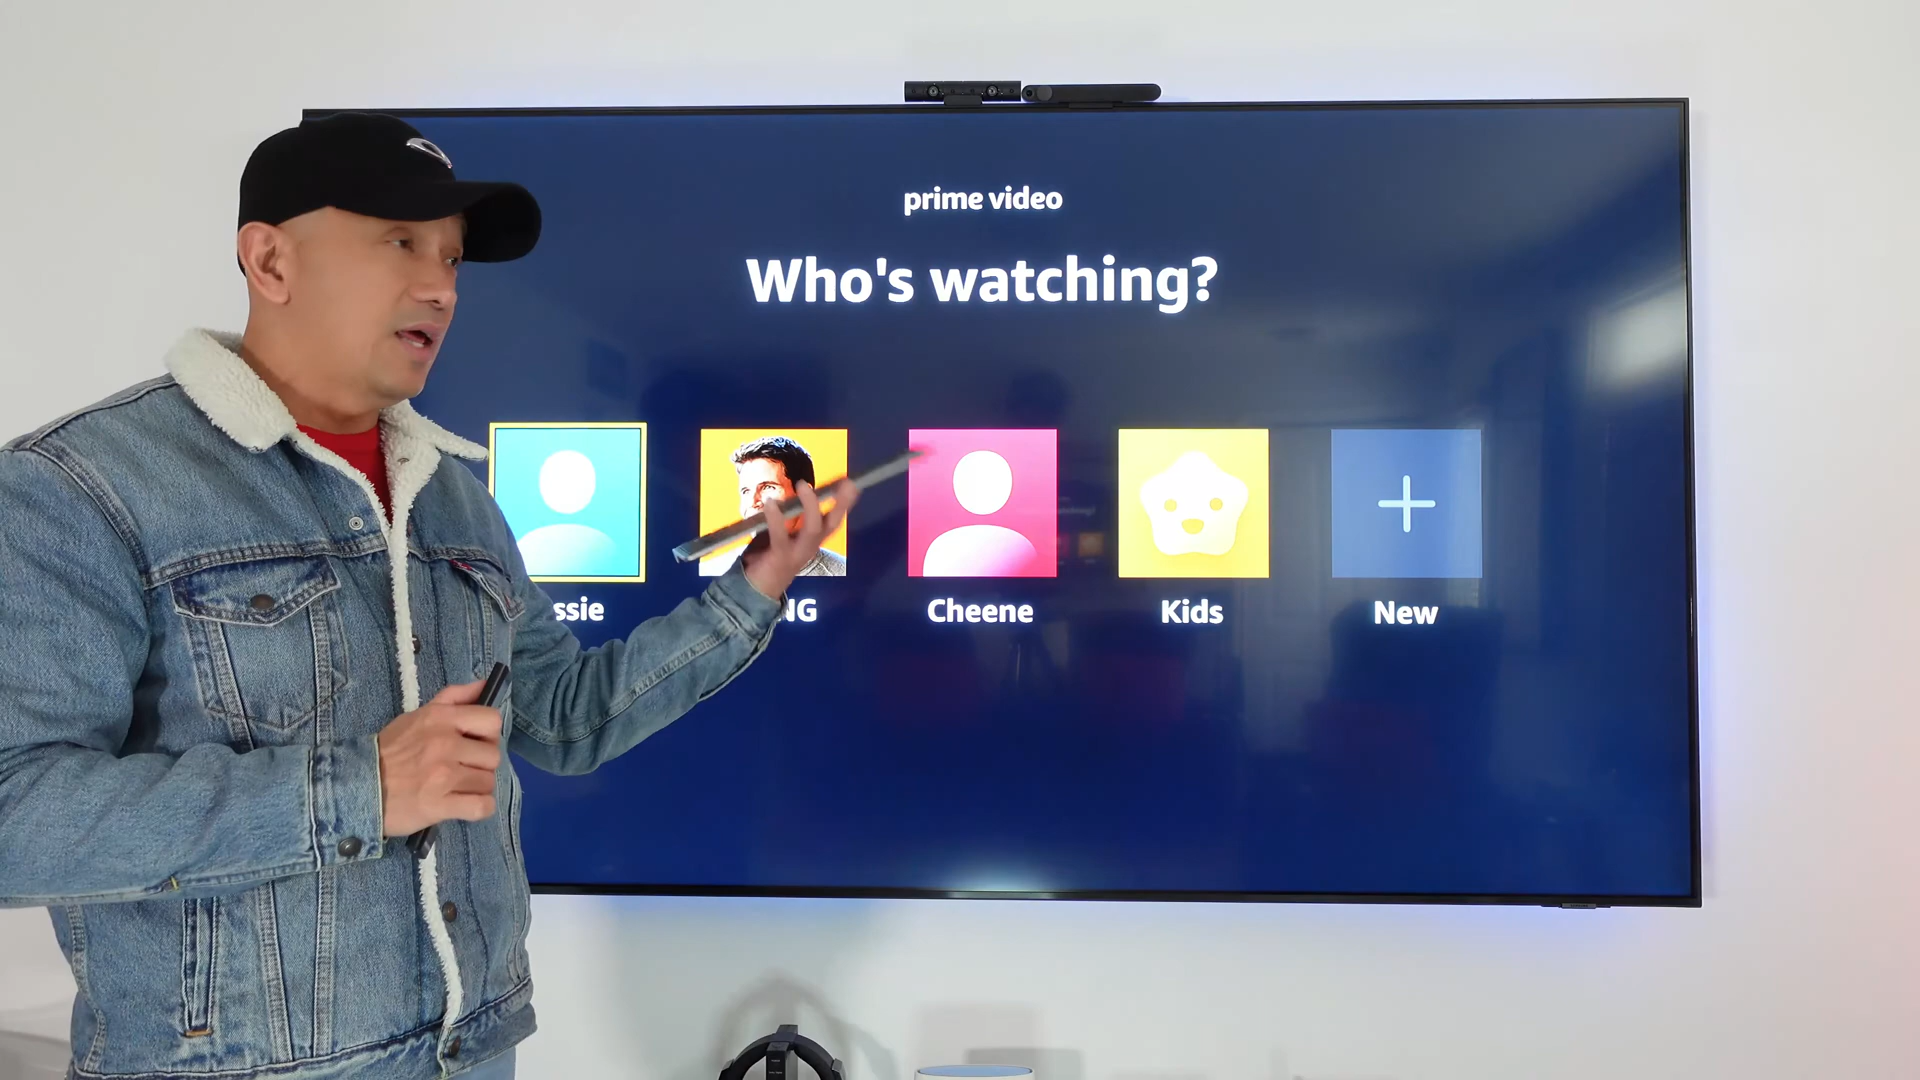 prime video
Who's watching?
ssie
NG
Cheene
Kids
New